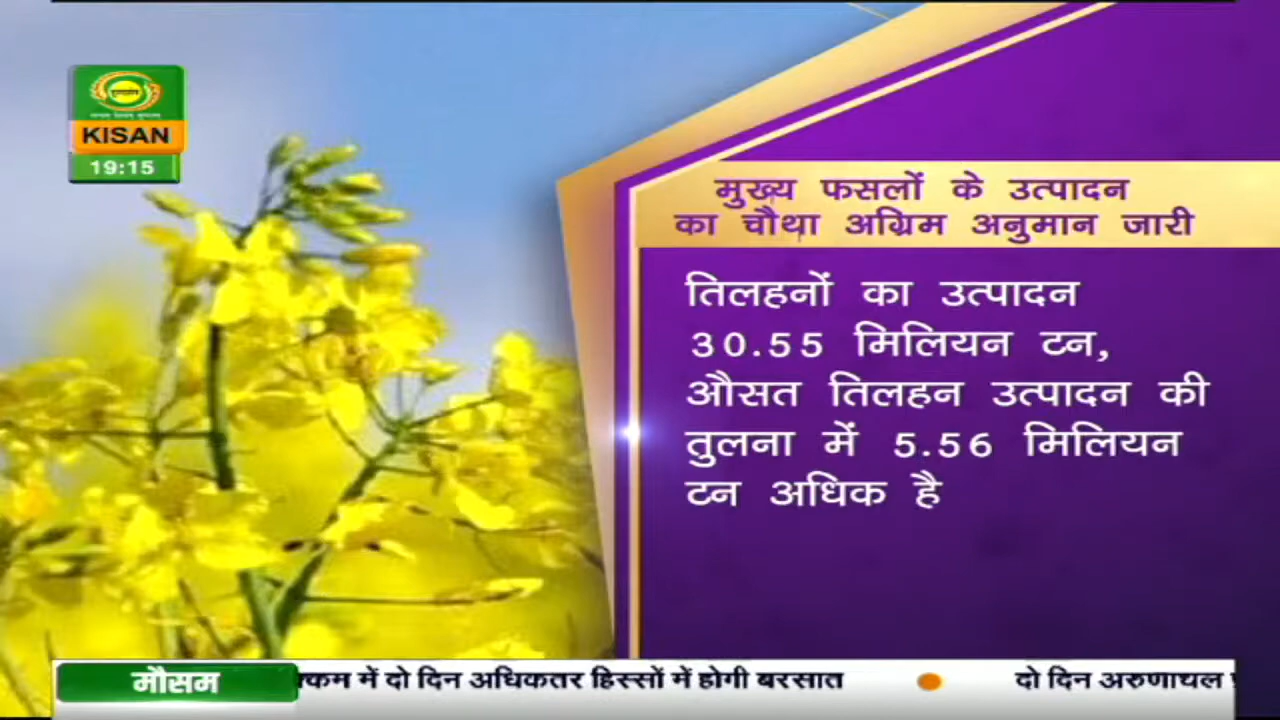 KISAN
19:15
मुख्य फसलों के उत्पादन
का चौथा अग्रिम अनुमान जारी
तिलहनों का उत्पादन
30.55 मिलियन टन,
औसत तिलहन उत्पादन की
तुलना में 5.56 मिलियन
टन अधिक है
मौसम
में दो दिन अधिकतर हिस्सों में होगी बरसात
दो दिन अरुणाचल